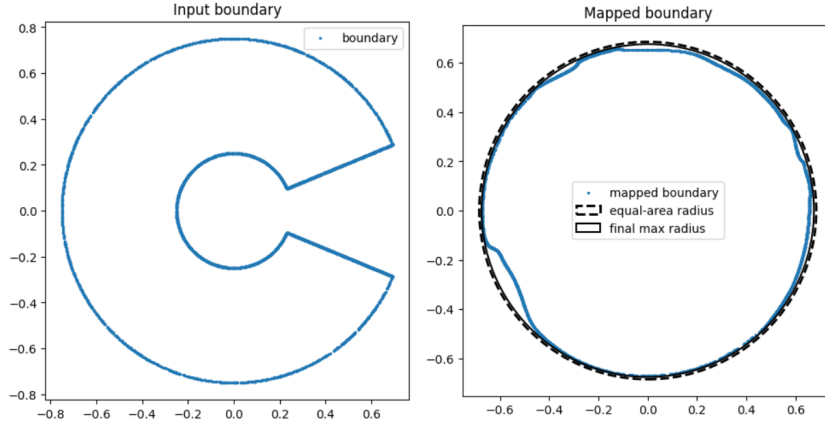 Input boundary
boundary
0.8
0.6
0.4
0.2
0.0
−0.2
−0.4
−0.6
−0.8
−0.8 −0.6 −0.4 −0.2 0.0 0.2 0.4 0.6
Mapped boundary
0.6
0.4
0.2
0.0
−0.2
−0.4
−0.6
mapped boundary
equal-area radius
final max radius
−0.6 −0.4 −0.2 0.0 0.2 0.4 0.6